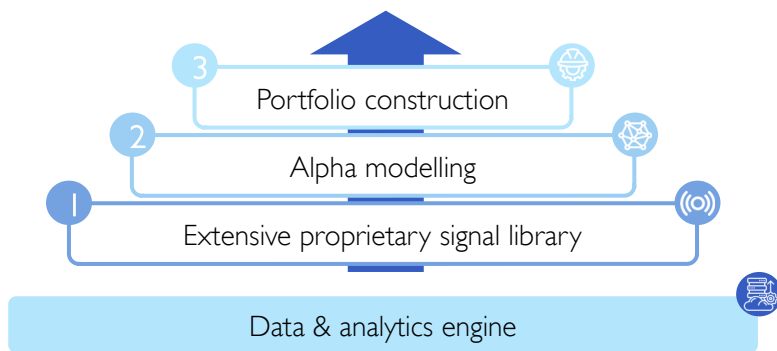 3
Portfolio construction
2
Alpha modelling
1
Extensive proprietary signal library
Data & analytics engine